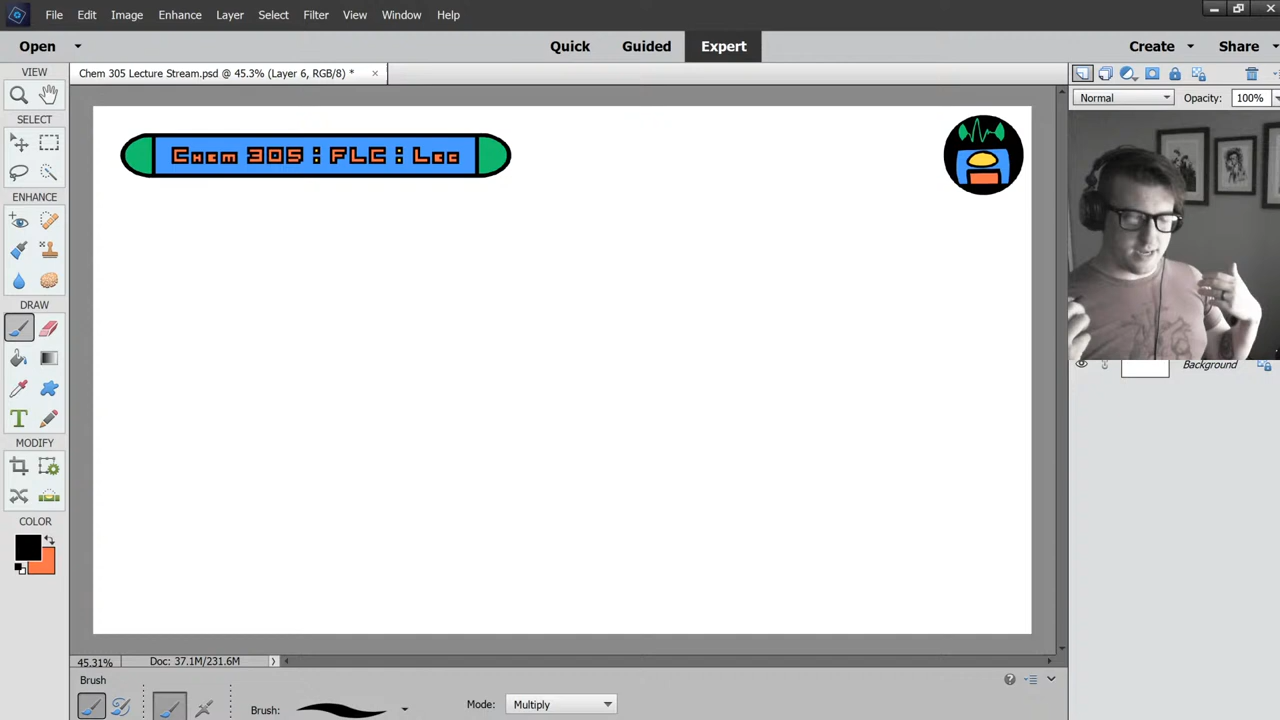 File Edit Image Enhance Layer Select Filter View Window Help
Open Quick Guided Expert Create Share
VIEW
Chem 305 Lecture Stream.psd @ 45.3% (Layer 6, RGB/8) *
Normal Opacity: 100%
SELECT
Chem 305 : FLC : Lec
ENHANCE
DRAW
Background
T
MODIFY
COLOR
45.31% Doc: 37.1M/231.6M
Brush
Brush: Mode: Multiply